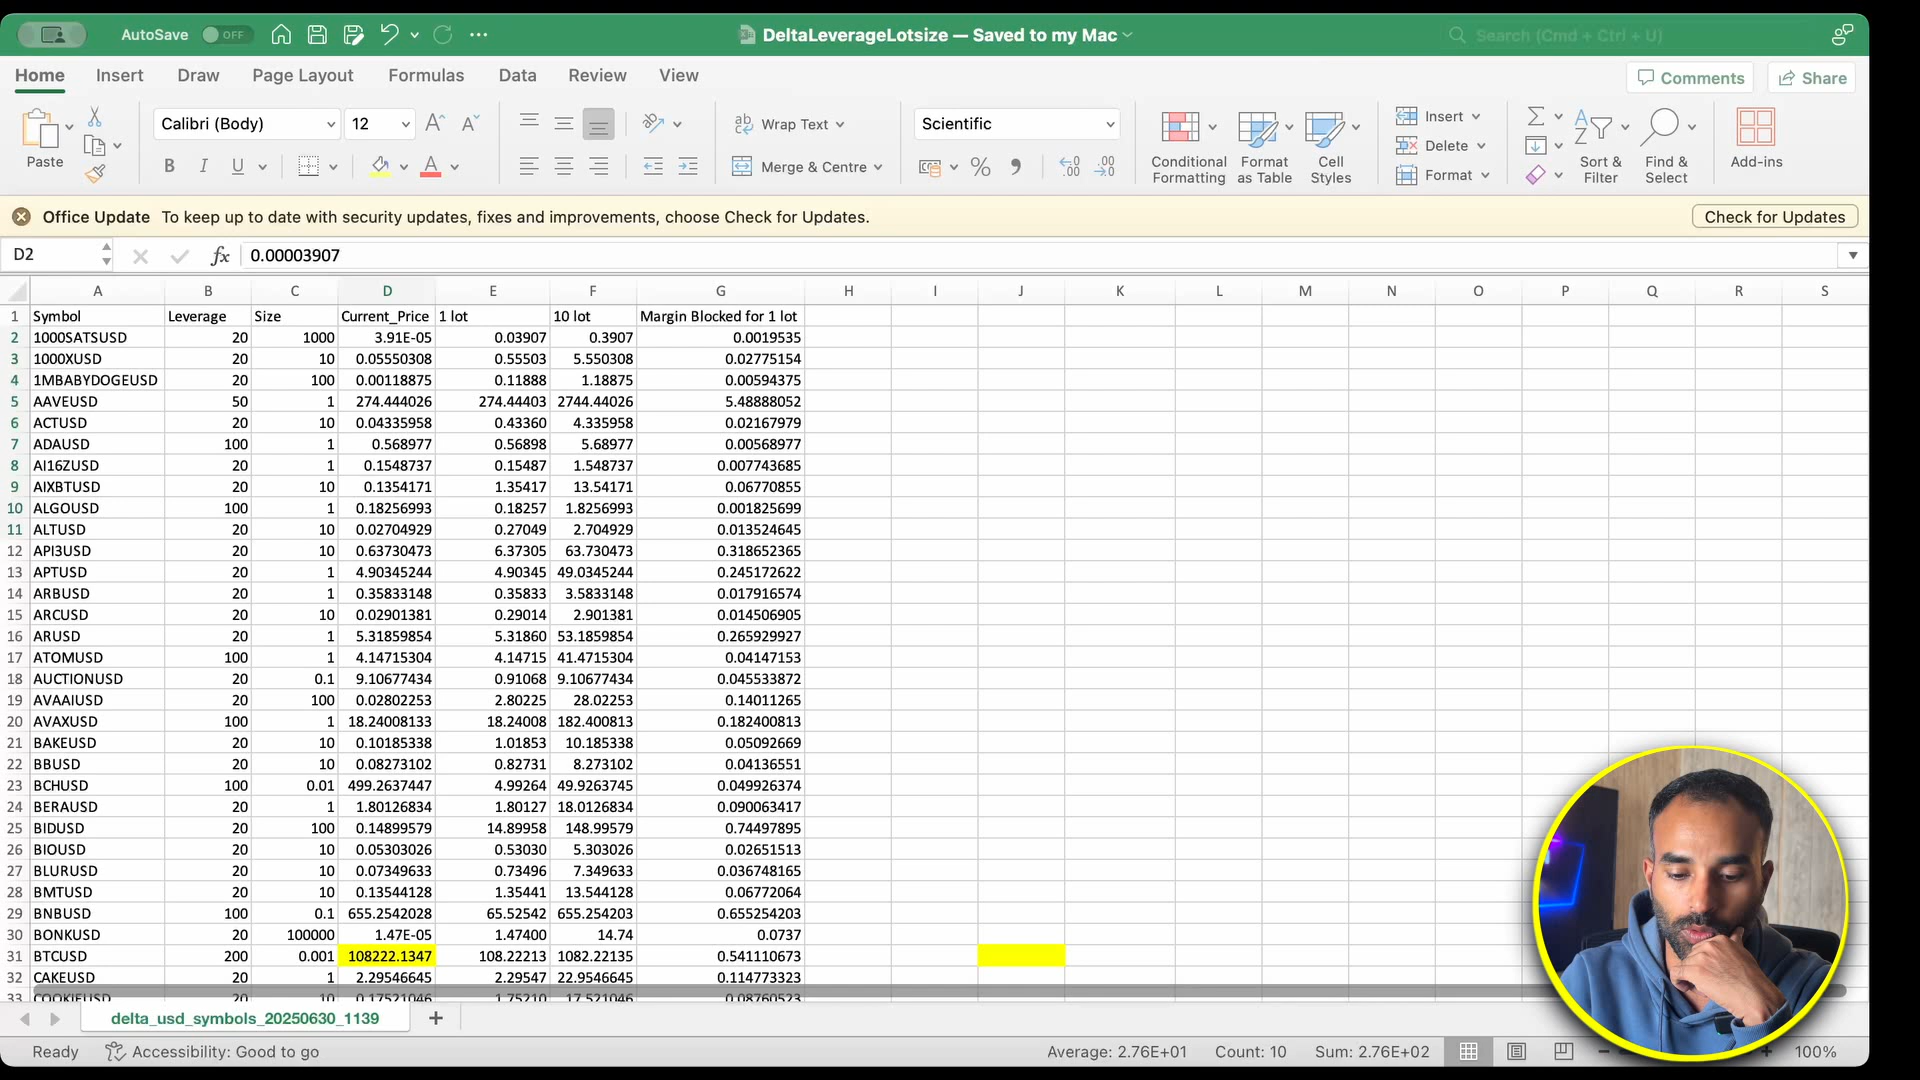 AutoSave OFF DeltaLeverageLotsize — Saved to my Mac Search (Cmd + Ctrl + U)
Home Insert Draw Page Layout Formulas Data Review View Comments Share
Paste Calibri (Body) 12 Wrap Text Scientific Conditional Formatting Format as Table Cell Styles Insert Sort & Filter Find & Select Add-ins
B I U Merge & Centre Delete
Format
Office Update To keep up to date with security updates, fixes and improvements, choose Check for Updates. Check for Updates
D2 fx 0.00003907
A B C D E F G H I J K L M N O P Q R S
1 Symbol Leverage Size Current_Price 1 lot 10 lot Margin Blocked for 1 lot
2 1000SATSUSD 20 1000 3.91E-05 0.03907 0.3907 0.0019535
3 1000XUSD 20 10 0.05550308 0.55503 5.550308 0.02775154
4 1MBABYDOGEUSD 20 100 0.00118875 0.11888 1.18875 0.00594375
5 AAVEUSD 50 1 274.444026 274.44403 2744.44026 5.48888052
6 ACTUSD 20 10 0.04335958 0.43360 4.335958 0.02167979
7 ADAUSD 100 1 0.568977 0.56898 5.68977 0.00568977
8 AI16ZUSD 20 1 0.1548737 0.15487 1.548737 0.007743685
9 AIXBTUSD 20 10 0.1354171 1.35417 13.54171 0.06770855
10 ALGOUSD 100 1 0.18256993 0.18257 1.8256993 0.001825699
11 ALTUSD 20 10 0.02704929 0.27049 2.704929 0.013524645
12 API3USD 20 10 0.63730473 6.37305 63.730473 0.318652365
13 APTUSD 20 1 4.90345244 4.90345 49.0345244 0.245172622
14 ARBUSD 20 1 0.35833148 0.35833 3.5833148 0.017916574
15 ARCUSD 20 10 0.02901381 0.29014 2.901381 0.014506905
16 ARUSD 20 1 5.31859854 5.31860 53.1859854 0.265929927
17 ATOMUSD 100 1 4.14715304 4.14715 41.4715304 0.04147153
18 AUCTIONUSD 20 0.1 9.10677434 0.91068 9.10677434 0.045533872
19 AVAAIUSD 20 100 0.02802253 2.80225 28.02253 0.14011265
20 AVAXUSD 100 1 18.24008133 18.24008 182.400813 0.182400813
21 BAKEUSD 20 10 0.10185338 1.01853 10.185338 0.05092669
22 BBUSD 20 10 0.08273102 0.82731 8.273102 0.04136551
23 BCHUSD 100 0.01 499.2637447 4.99264 49.9263745 0.049926374
24 BERAUSD 20 1 1.80126834 1.80127 18.0126834 0.090063417
25 BIDUSD 20 100 0.14899579 14.89958 148.99579 0.74497895
26 BIOUSD 20 10 0.05303026 0.53030 5.303026 0.02651513
27 BLURUSD 20 10 0.07349633 0.73496 7.349633 0.036748165
28 BMTUSD 20 10 0.13544128 1.35441 13.544128 0.06772064
29 BNBUSD 100 0.1 655.2542028 65.52542 655.254203 0.655254203
30 BONKUSD 20 100000 1.47E-05 1.47400 14.74 0.0737
31 BTCUSD 200 0.001 108222.1347 108.22213 1082.22135 0.541110673
32 CAKEUSD 20 1 2.29546645 2.29547 22.9546645 0.114773323
33 COOKIEUSD 20 10 0.17521046 1.75210 17.521046 0.08760523
delta_usd_symbols_20250630_1139
Ready Accessibility: Good to go Average: 2.76E+01 Count: 10 Sum: 2.76E+02 100%